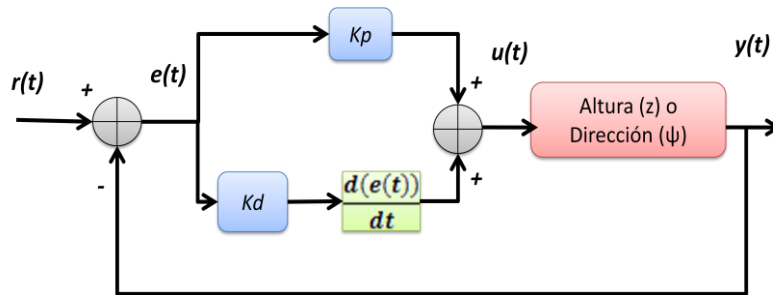 Kp
r(t)
+
e(t)
+
u(t)
y(t)
Altura (z) o
Dirección (ψ)
-
Kd
d(e(t))
dt
+